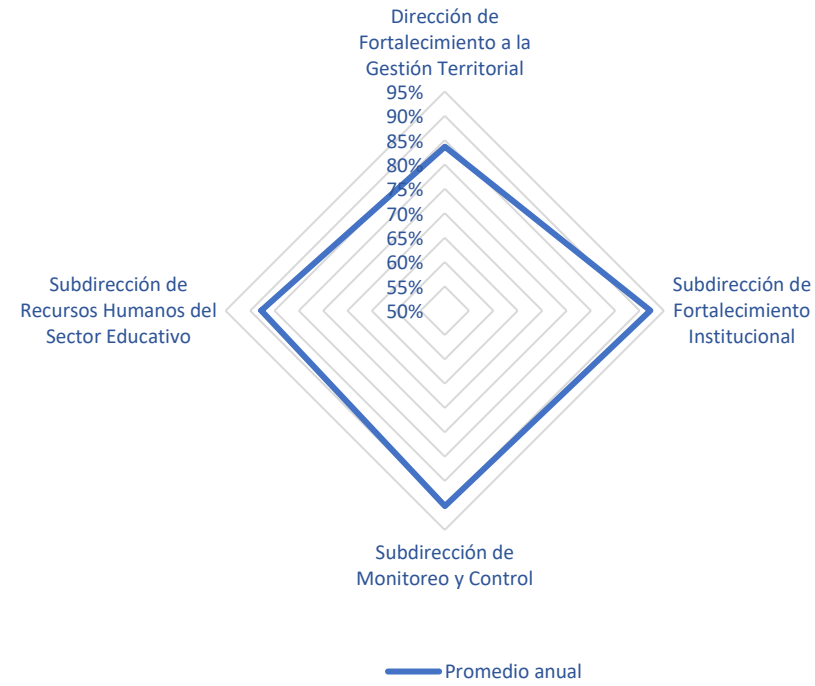 Dirección de
Fortalecimiento a la
Gestión Territorial
95%
90%
85%
80%
75%
70%
65%
60%
55%
50%
Subdirección de
Recursos Humanos del
Sector Educativo
Subdirección de
Fortalecimiento
Institucional
Subdirección de
Monitoreo y Control
Promedio anual